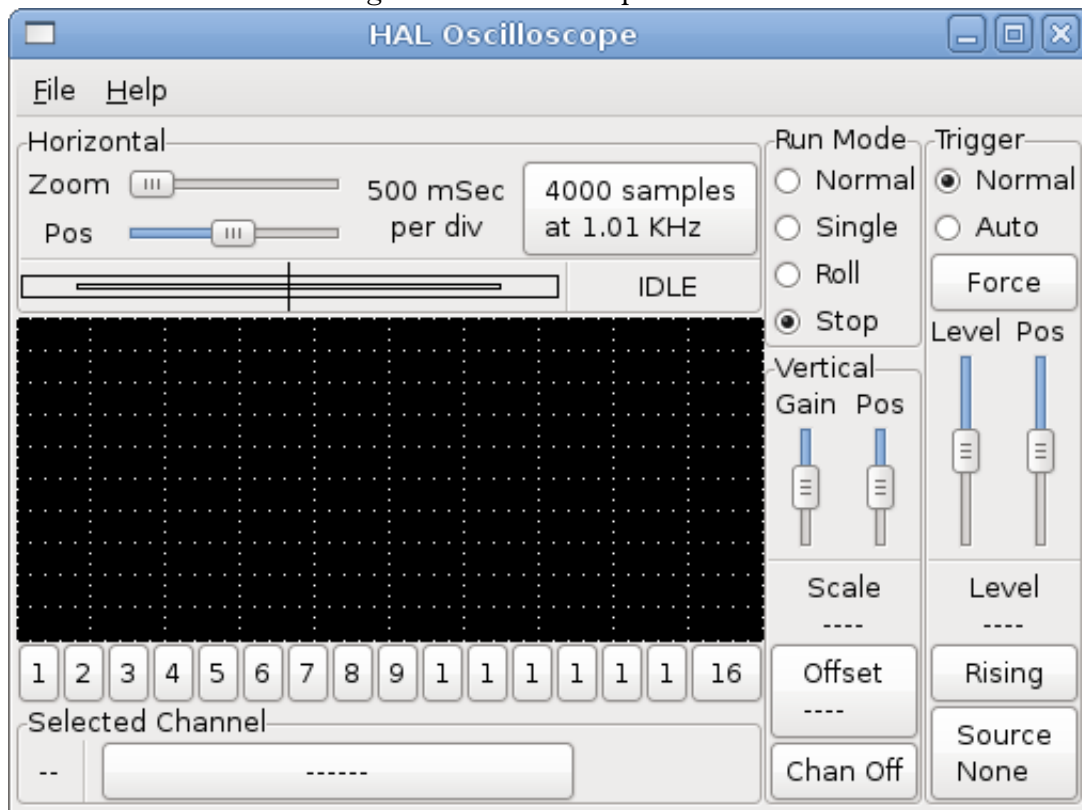 HAL Oscilloscope
File Help
Horizontal
Zoom
Pos
500 mSec
per div
4000 samples
at 1.01 KHz
IDLE
Run Mode
Normal
Single
Roll
Stop
Trigger
Normal
Auto
Force
Level Pos
Vertical
Gain Pos
Scale
----
Level
----
1 2 3 4 5 6 7 8 9 1 1 1 1 1 1 16
Offset
----
Rising
Selected Channel
--
------
Chan Off
Source
None